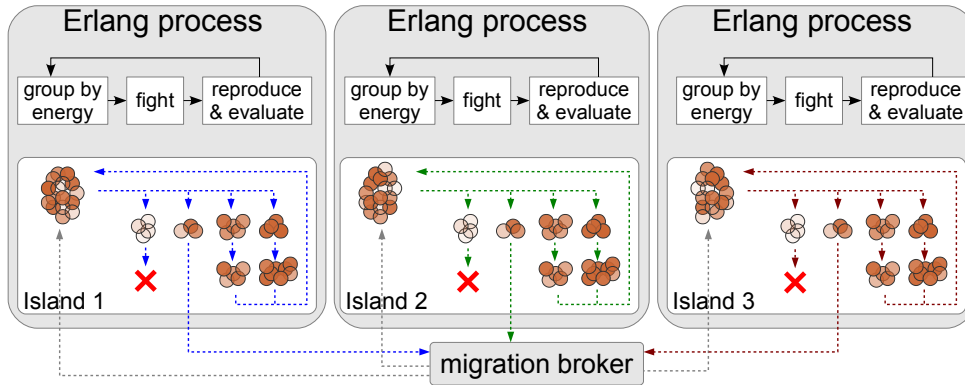 Erlang process
Erlang process
Erlang process
group by
energy
fight
reproduce
& evaluate
group by
energy
fight
reproduce
& evaluate
group by
energy
fight
reproduce
& evaluate
Island 1
Island 2
Island 3
migration broker